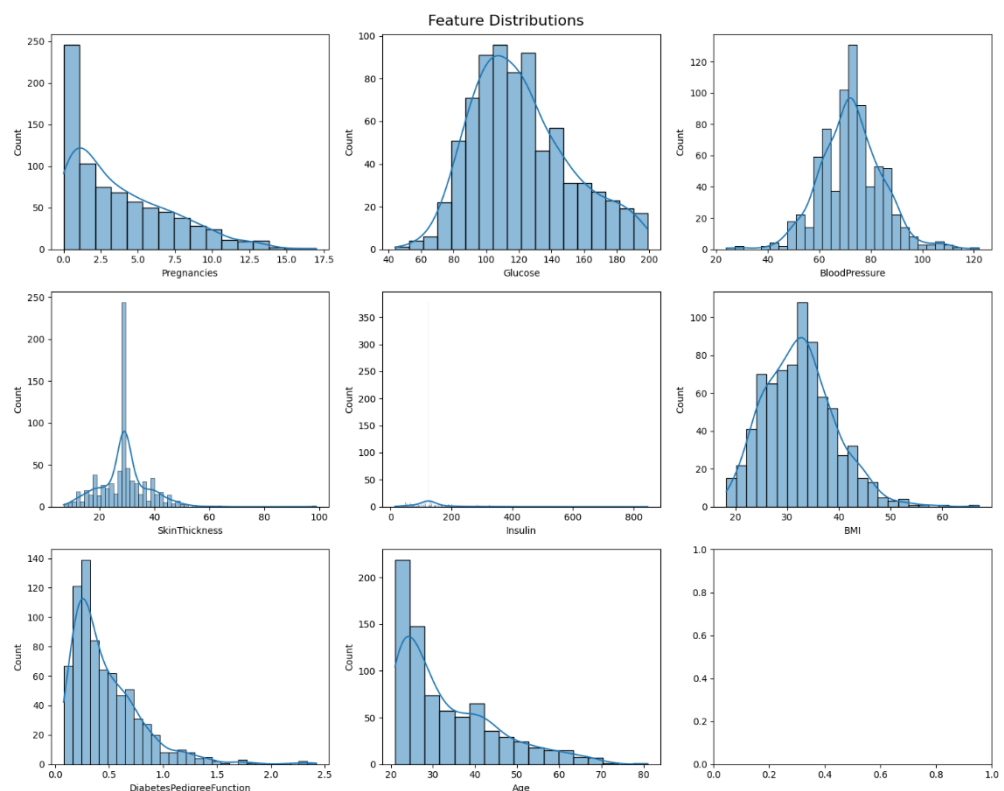 Feature Distributions
Count
250
200
150
100
50
0
0.0 2.5 5.0 7.5 10.0 12.5 15.0 17.5
Pregnancies
Count
100
80
60
40
20
0
40 60 80 100 120 140 160 180 200
Glucose
Count
120
100
80
60
40
20
0
20 40 60 80 100 120
BloodPressure
Count
250
200
150
100
50
0
20 40 60 80 100
SkinThickness
Count
350
300
250
200
150
100
50
0
0 200 400 600 800
Insulin
Count
100
80
60
40
20
0
20 30 40 50 60
BMI
Count
140
120
100
80
60
40
20
0
0.0 0.5 1.0 1.5 2.0 2.5
DiabetesPedigreeFunction
Count
200
150
100
50
0
20 30 40 50 60 70 80
Age
1.0
0.8
0.6
0.4
0.2
0.0
0.0 0.2 0.4 0.6 0.8 1.0